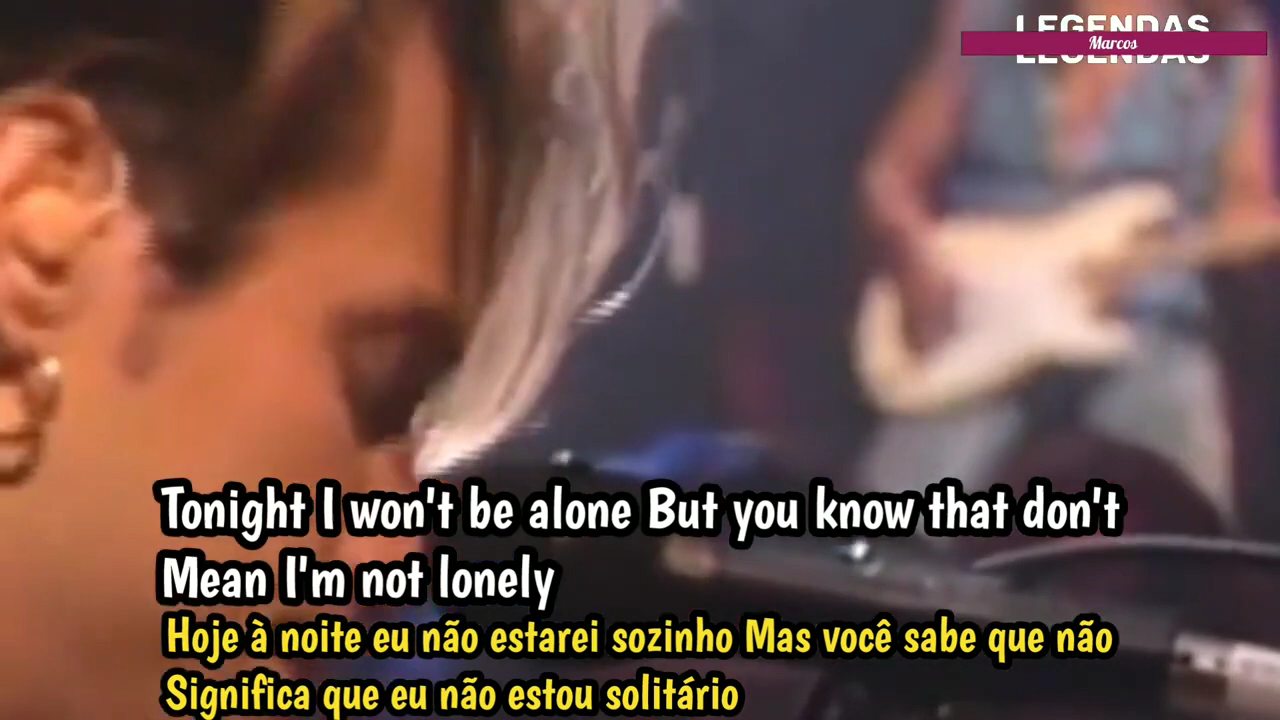 LEGENDAS
Marcos
LEGENDAS
Tonight I won't be alone But you know that don't
Mean I'm not lonely
Hoje à noite eu não estarei sozinho Mas você sabe que não
Significa que eu não estou solitário